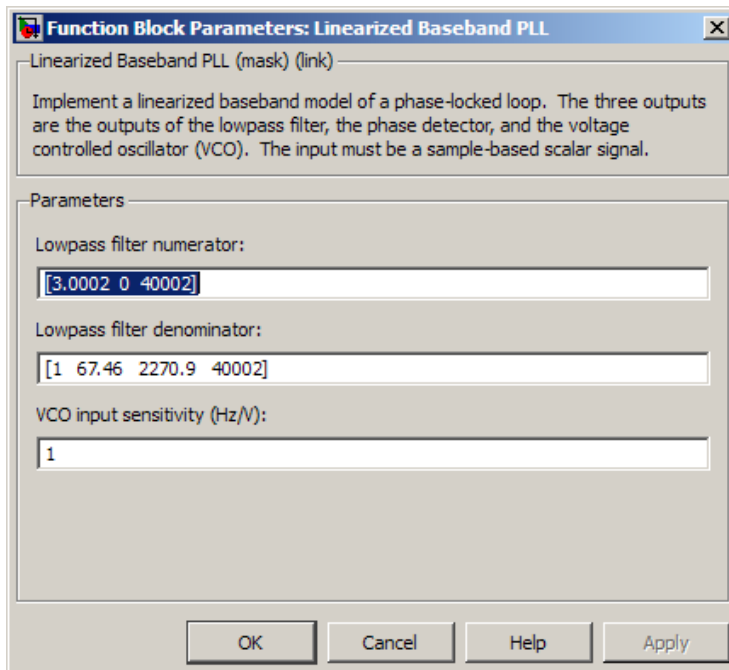 Function Block Parameters: Linearized Baseband PLL
Linearized Baseband PLL (mask) (link)
Implement a linearized baseband model of a phase-locked loop. The three outputs
are the outputs of the lowpass filter, the phase detector, and the voltage
controlled oscillator (VCO). The input must be a sample-based scalar signal.
Parameters
Lowpass filter numerator:
[3.0002 0 40002]
Lowpass filter denominator:
[1 67.46 2270.9 40002]
VCO input sensitivity (Hz/V):
1
OK Cancel Help Apply